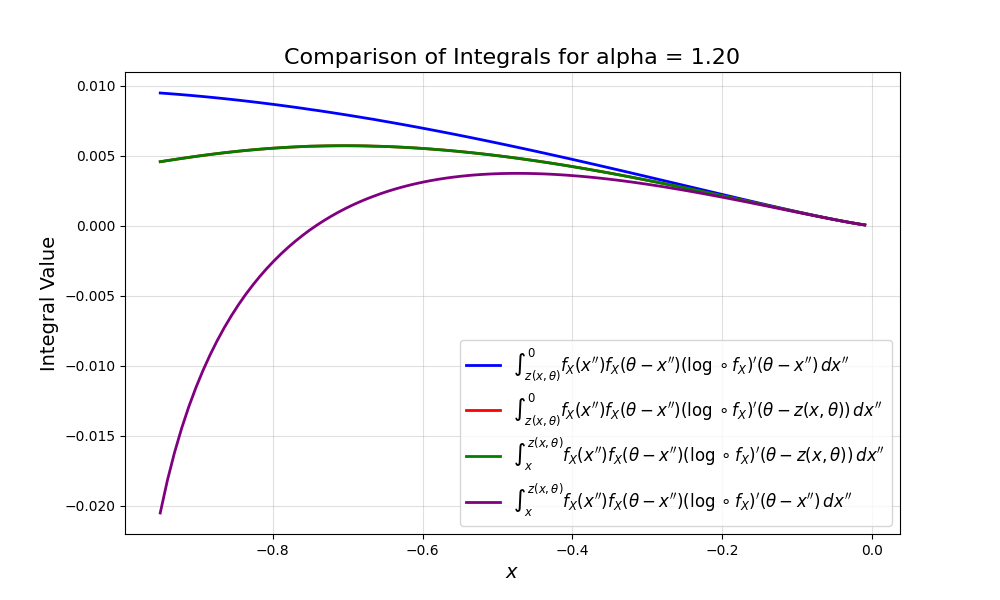 Comparison of Integrals for alpha = 1.20
Integral Value
0.010
0.005
0.000
−0.005
−0.010
−0.015
−0.020
∫_{z(x, θ)}^{0} f_X(x′′)f_X(θ − x′′)(log ∘ f_X)′(θ − x′′) dx′′
∫_{z(x, θ)}^{0} f_X(x′′)f_X(θ − x′′)(log ∘ f_X)′(θ − z(x, θ)) dx′′
∫_{x}^{z(x, θ)} f_X(x′′)f_X(θ − x′′)(log ∘ f_X)′(θ − z(x, θ)) dx′′
∫_{x}^{z(x, θ)} f_X(x′′)f_X(θ − x′′)(log ∘ f_X)′(θ − x′′) dx′′
−0.8 −0.6 −0.4 −0.2 0.0
x